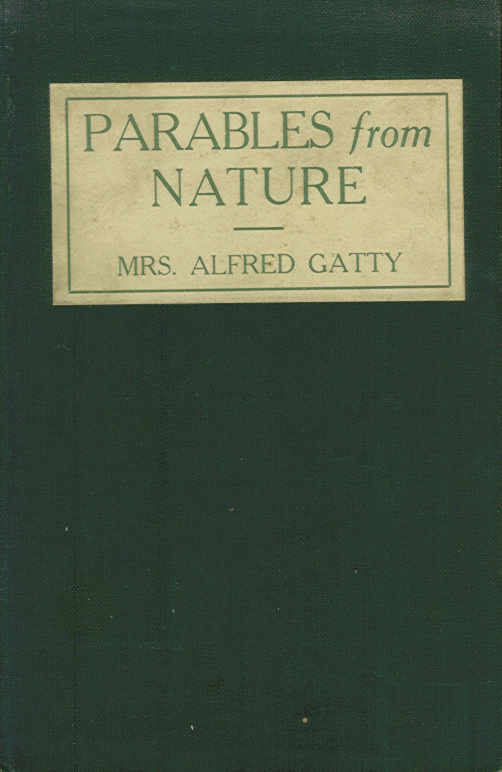 PARABLES from
NATURE
MRS. ALFRED GATTY